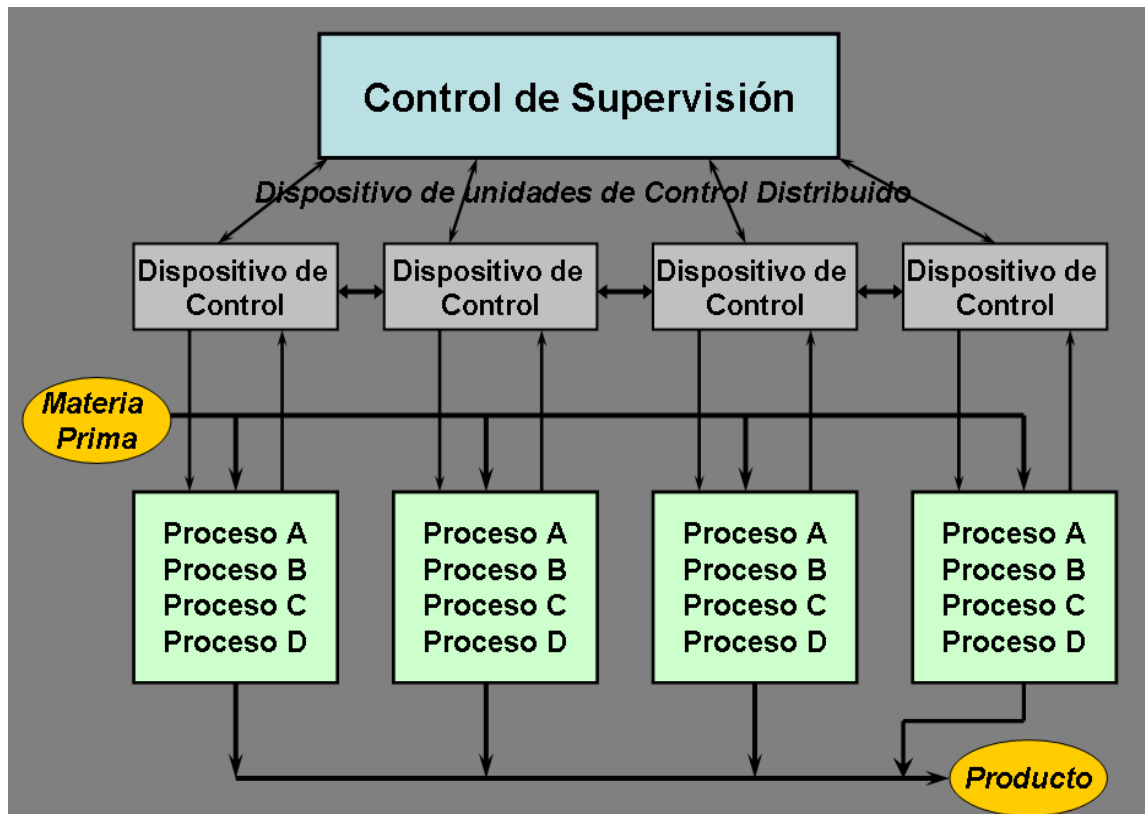 Control de Supervisión
Dispositivo de unidades de Control Distribuido
Dispositivo de
Control
Dispositivo de
Control
Dispositivo de
Control
Dispositivo de
Control
Materia
Prima
Proceso A
Proceso B
Proceso C
Proceso D
Proceso A
Proceso B
Proceso C
Proceso D
Proceso A
Proceso B
Proceso C
Proceso D
Proceso A
Proceso B
Proceso C
Proceso D
Producto